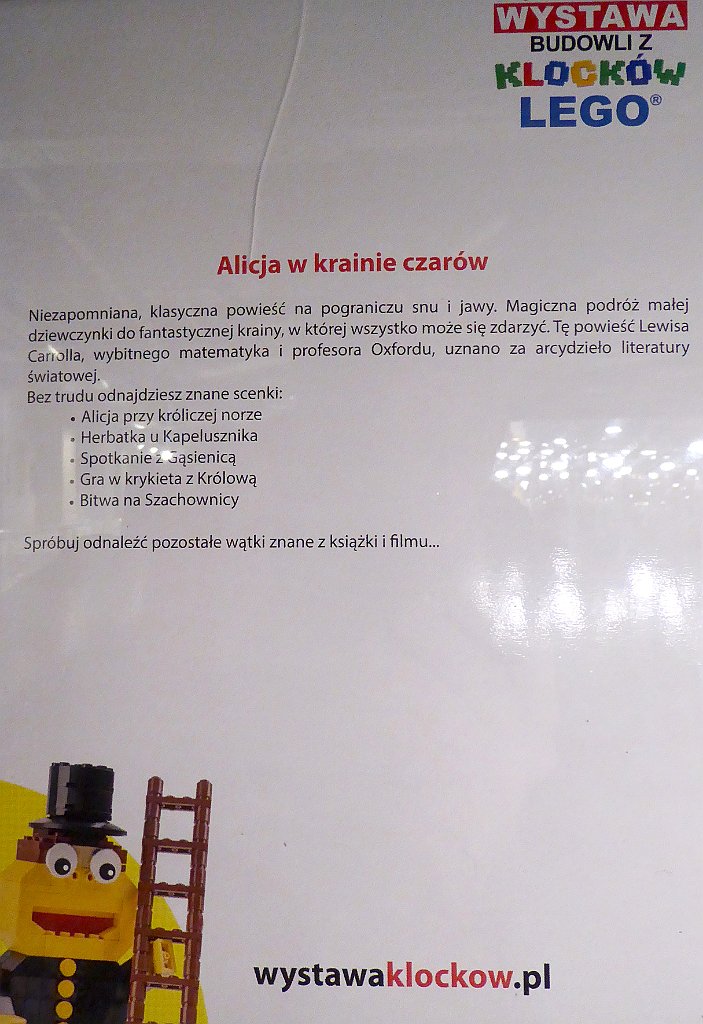 WYSTAWA
BUDOWLI Z
KLOCKÓW
LEGO®
Alicja w krainie czarów
Niezapomniana, klasyczna powieść na pograniczu snu i jawy. Magiczna podróż małej
dziewczynki do fantastycznej krainy, w której wszystko może się zdarzyć. Tę powieść Lewisa
Carrolla, wybitnego matematyka i profesora Oxfordu, uznano za arcydzieło literatury
światowej.
Bez trudu odnajdziesz znane scenki:
• Alicja przy króliczej norze
• Herbatka u Kapelusznika
• Spotkanie z Gąsienicą
• Gra w krykieta z Królową
• Bitwa na Szachownicy
Spróbuj odnaleźć pozostałe wątki znane z książki i filmu...
wystawaklockow.pl